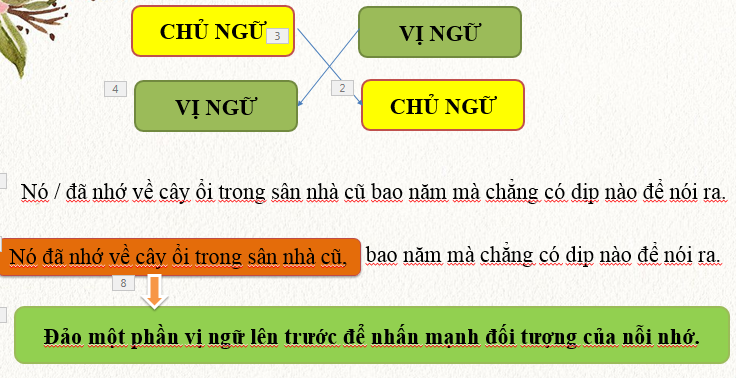 CHỦ NGỮ 3 VỊ NGỮ
4 VỊ NGỮ 2 CHỦ NGỮ
Nó / đã nhớ về cây ổi trong sân nhà cũ bao năm mà chẳng có dịp nào để nói ra.
Nó đã nhớ về cây ổi trong sân nhà cũ, bao năm mà chẳng có dịp nào để nói ra.
8
Đảo một phần vị ngữ lên trước để nhấn mạnh đối tượng của nỗi nhớ.